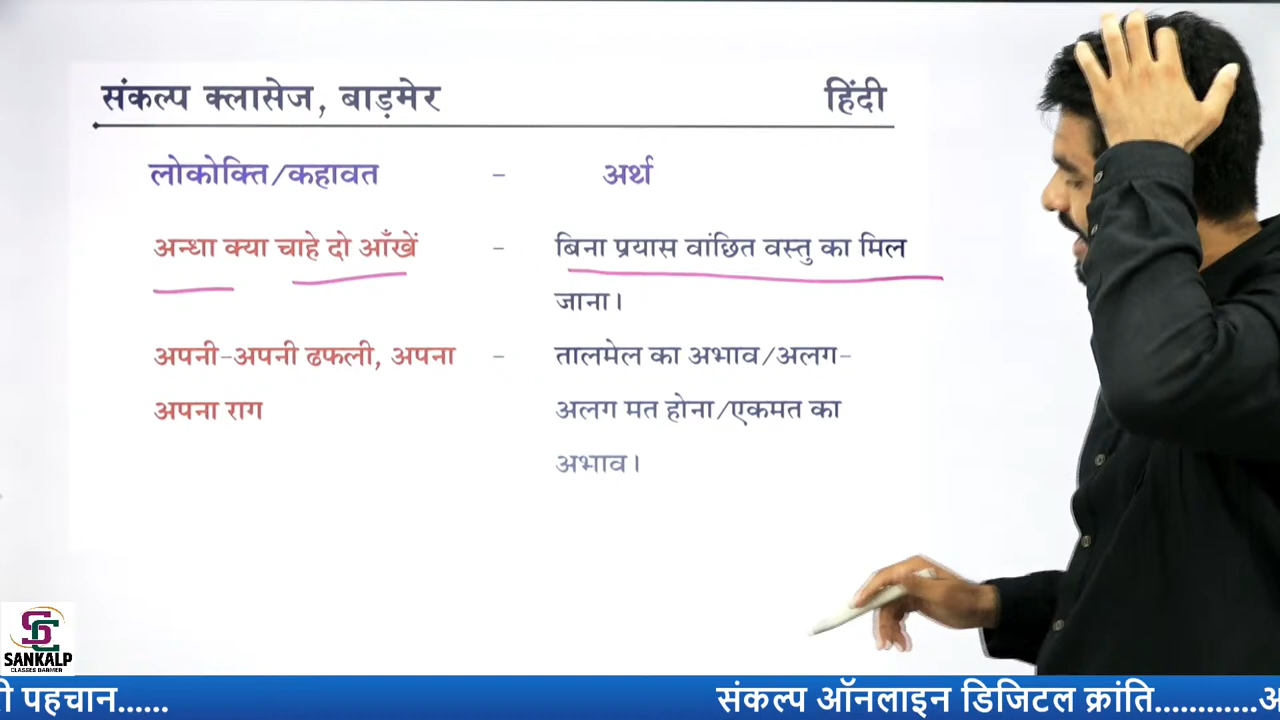 संकल्प क्लासेज, बाड़मेर हिंदी
लोकोक्ति/कहावत - अर्थ
अन्धा क्या चाहे दो आँखें - बिना प्रयास वांछित वस्तु का मिल
जाना।
अपनी-अपनी ढफली, अपना - तालमेल का अभाव/अलग-
अपना राग अलग मत होना/एकमत का
अभाव।
SANKALP
CLASSES BARMER
री पहचान...... संकल्प ऑनलाइन डिजिटल क्रांति............अ